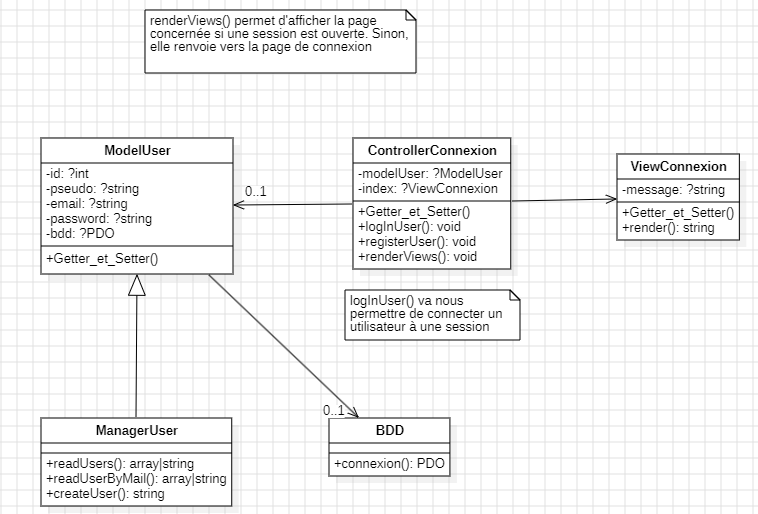 renderViews() permet d'afficher la page
concernée si une session est ouverte. Sinon,
elle renvoie vers la page de connexion
ModelUser
-id: ?int
-pseudo: ?string
-email: ?string
-password: ?string
-bdd: ?PDO
+Getter_et_Setter()
0..1
ControllerConnexion
-modelUser: ?ModelUser
-index: ?ViewConnexion
+Getter_et_Setter()
+logInUser(): void
+registerUser(): void
+renderViews(): void
ViewConnexion
-message: ?string
+Getter_et_Setter()
+render(): string
logInUser() va nous
permettre de connecter un
utilisateur à une session
0..1
ManagerUser
+readUsers(): array|string
+readUserByMail(): array|string
+createUser(): string
BDD
+connexion(): PDO